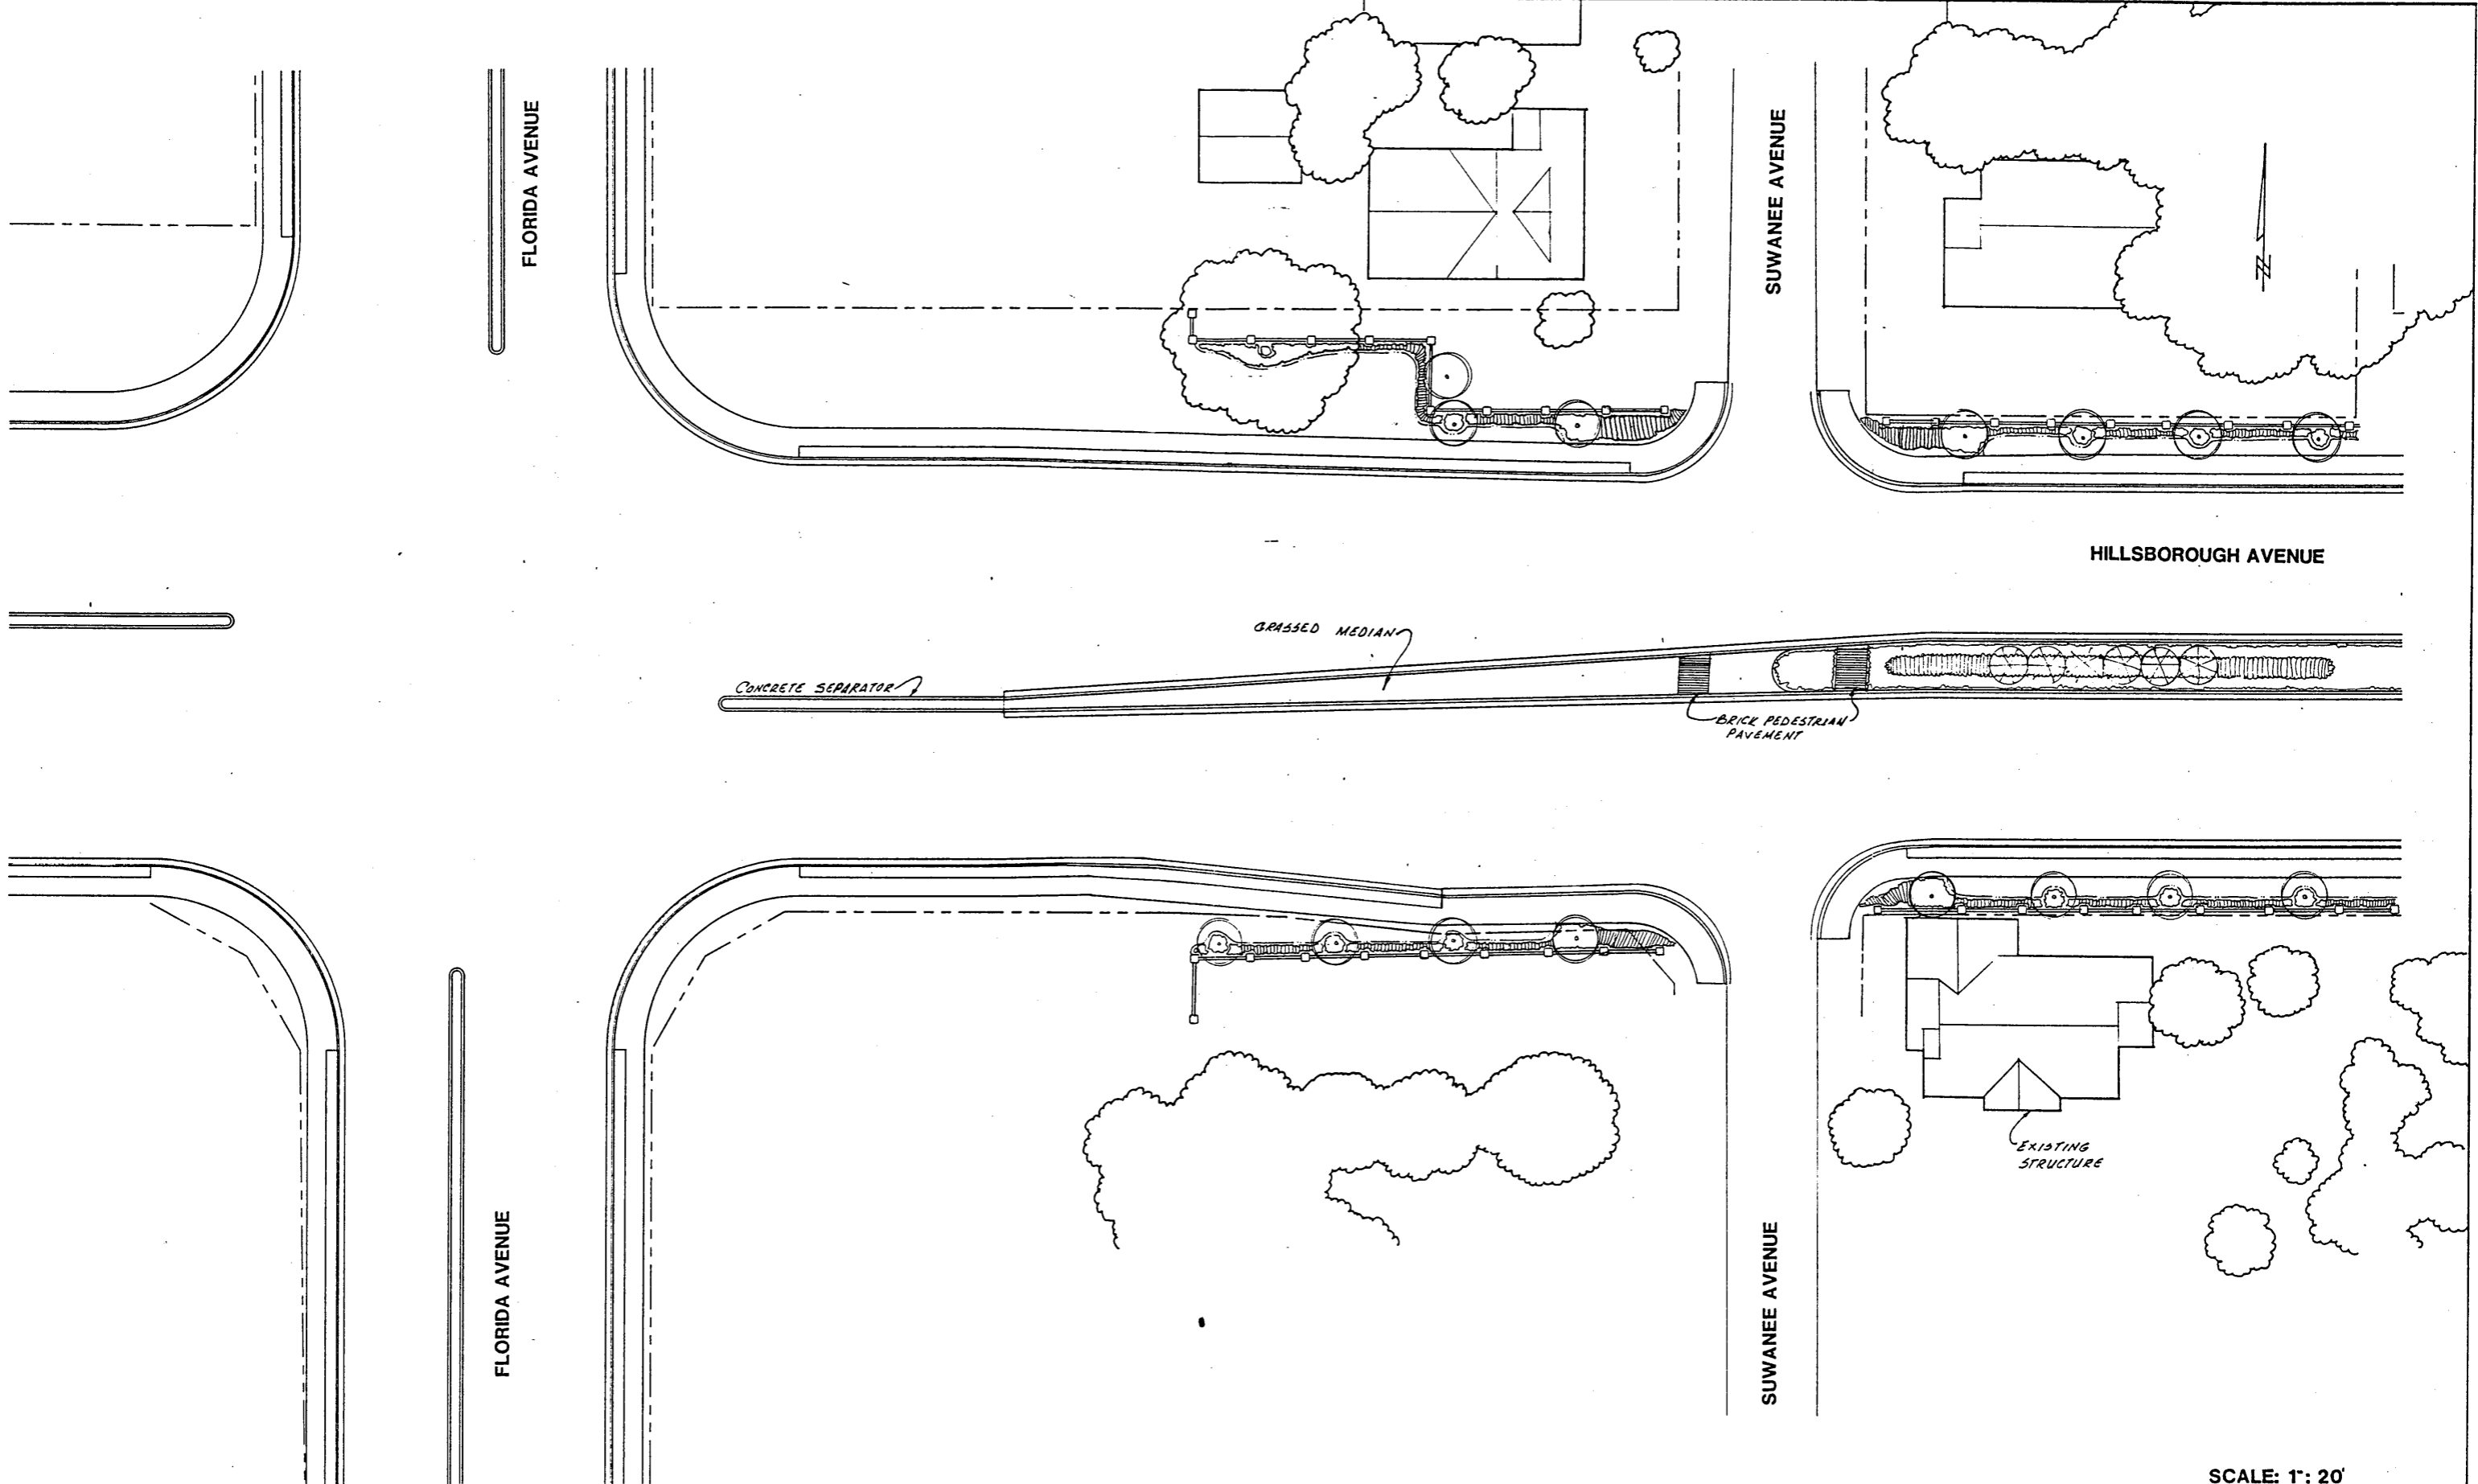 FLORIDA AVENUE
SUWANEE AVENUE
N
HILLSBOROUGH AVENUE
GRASSED MEDIAN
CONCRETE SEPARATOR
BRICK PEDESTRIAN
PAVEMENT
EXISTING
STRUCTURE
FLORIDA AVENUE
SUWANEE AVENUE
SCALE: 1": 20'